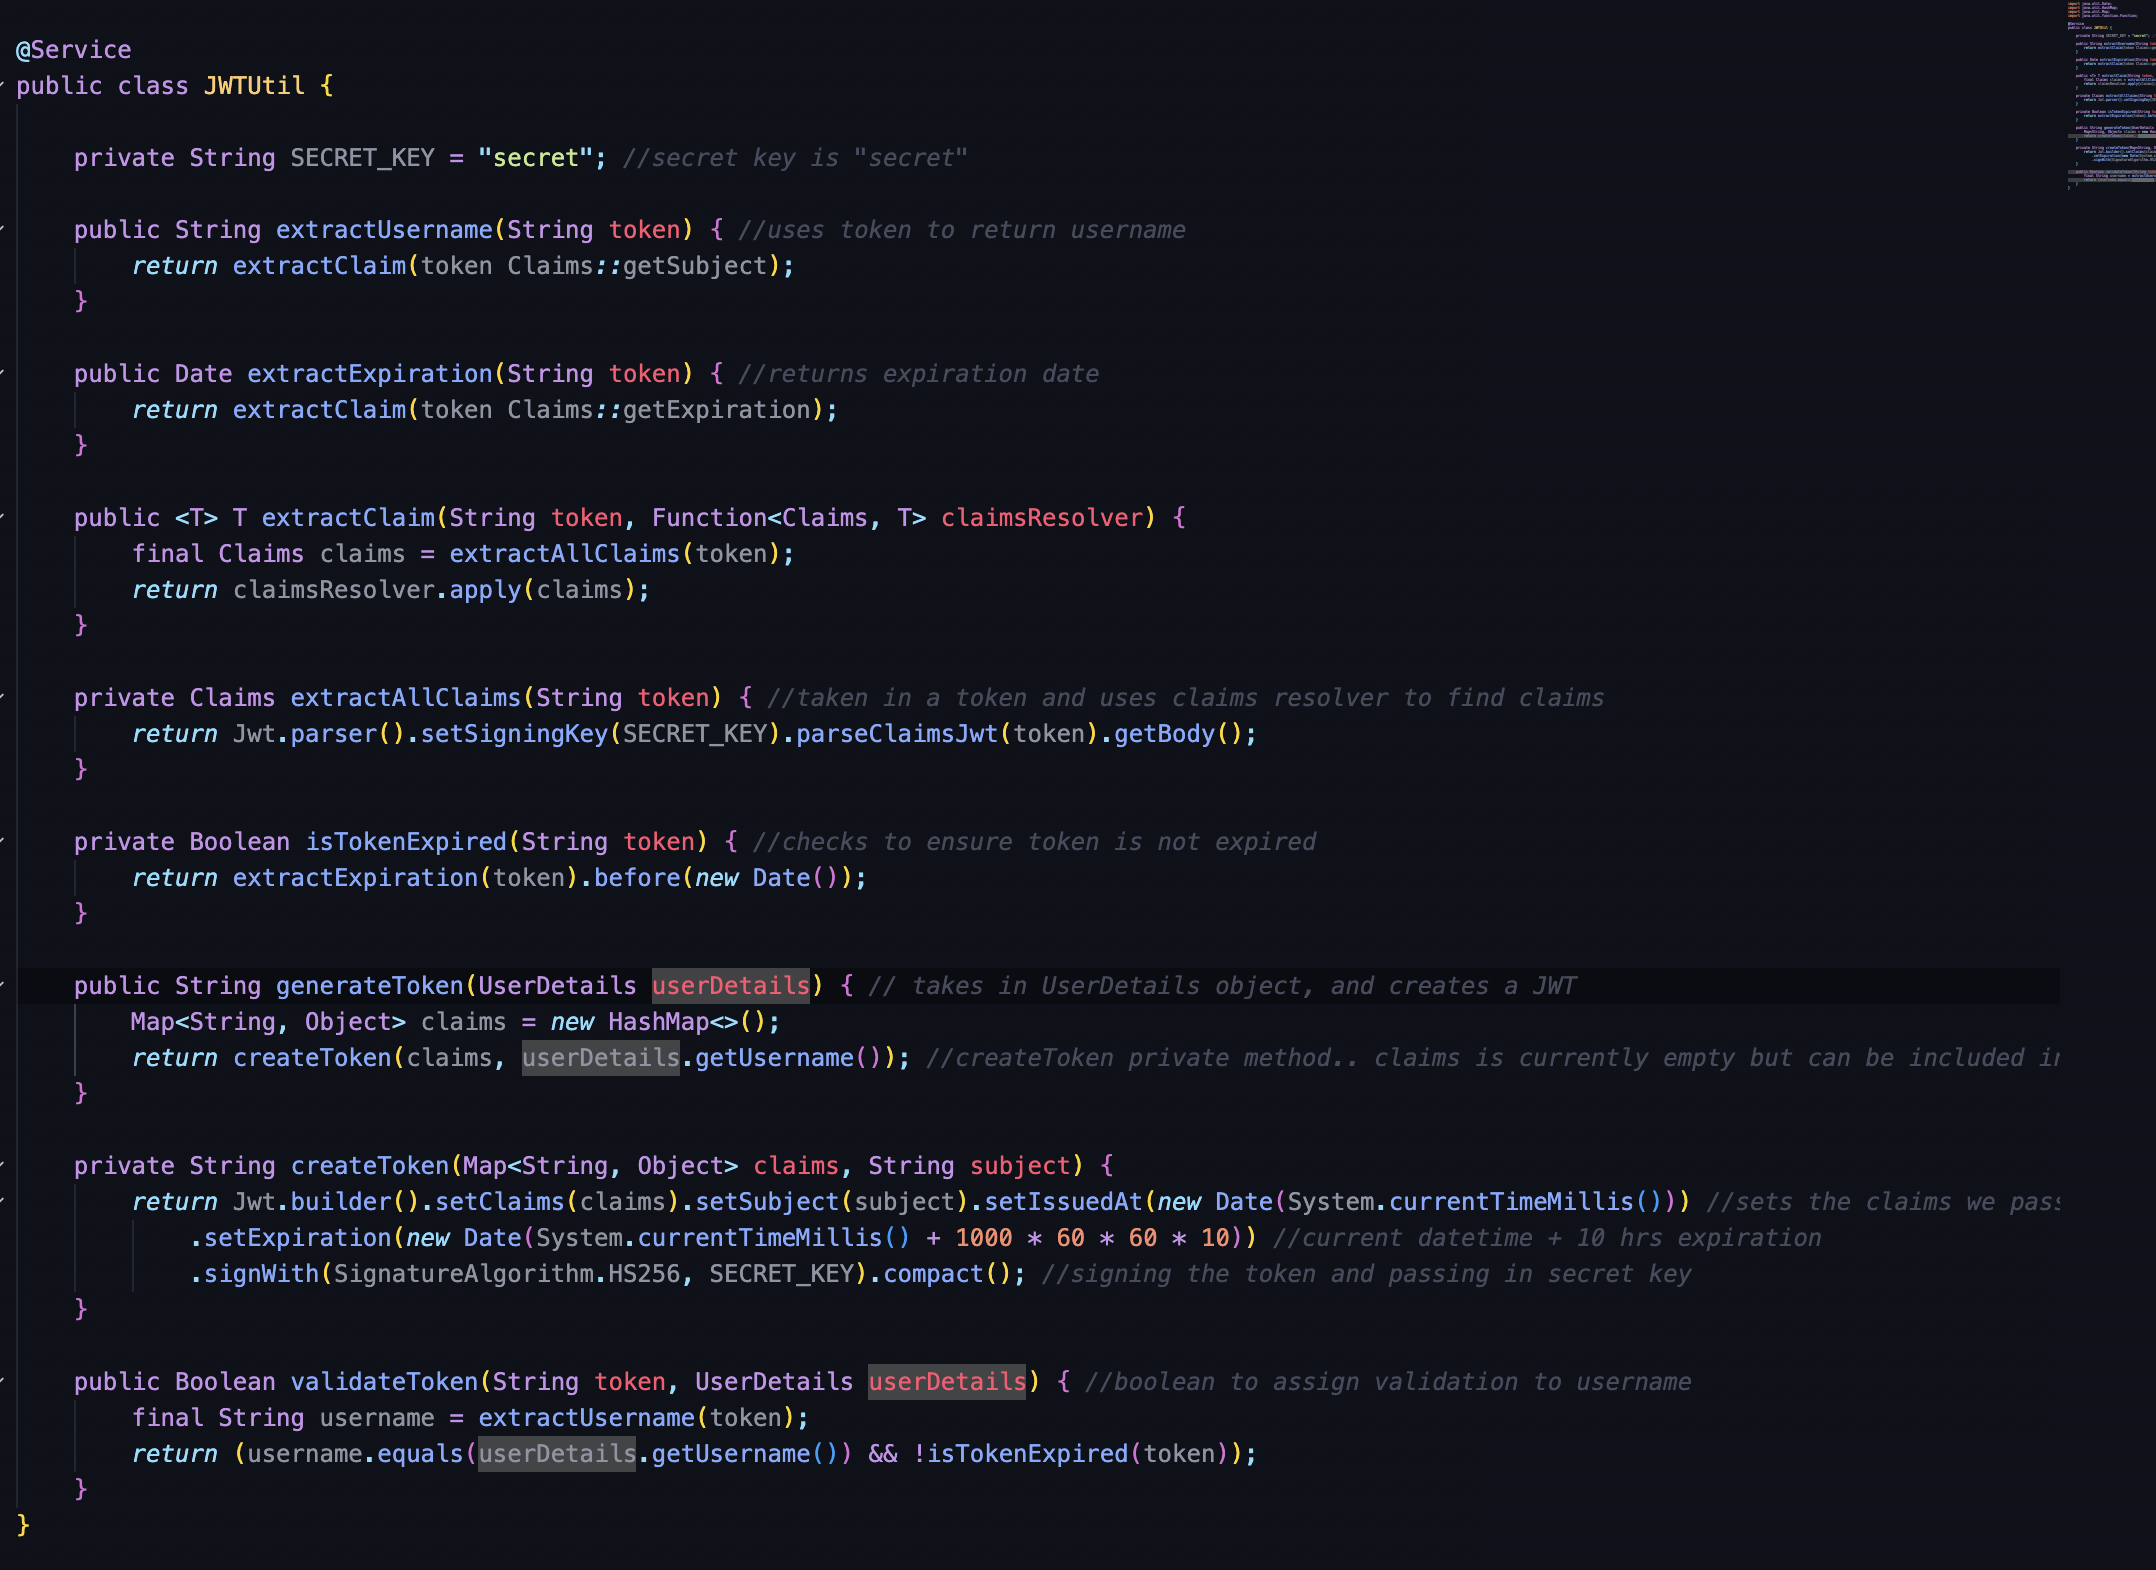 @Service
public class JWTUtil {
private String SECRET_KEY = "secret"; //secret key is "secret"
public String extractUsername(String token) { //uses token to return username
return extractClaim(token Claims::getSubject);
}
public Date extractExpiration(String token) { //returns expiration date
return extractClaim(token Claims::getExpiration);
}
public <T> T extractClaim(String token, Function<Claims, T> claimsResolver) {
final Claims claims = extractAllClaims(token);
return claimsResolver.apply(claims);
}
private Claims extractAllClaims(String token) { //taken in a token and uses claims resolver to find claims
return Jwt.parser().setSigningKey(SECRET_KEY).parseClaimsJwt(token).getBody();
}
private Boolean isTokenExpired(String token) { //checks to ensure token is not expired
return extractExpiration(token).before(new Date());
}
public String generateToken(UserDetails userDetails) { // takes in UserDetails object, and creates a JWT
Map<String, Object> claims = new HashMap<>();
return createToken(claims, userDetails.getUsername()); //createToken private method.. claims is currently empty but can be included
}
private String createToken(Map<String, Object> claims, String subject) {
return Jwt.builder().setClaims(claims).setSubject(subject).setIssuedAt(new Date(System.currentTimeMillis())) //sets the claims we
.setExpiration(new Date(System.currentTimeMillis() + 1000 * 60 * 60 * 10)) //current datetime + 10 hrs expiration
.signWith(SignatureAlgorithm.HS256, SECRET_KEY).compact(); //signing the token and passing in secret key
}
public Boolean validateToken(String token, UserDetails userDetails) { //boolean to assign validation to username
final String username = extractUsername(token);
return (username.equals(userDetails.getUsername()) && !isTokenExpired(token));
}
}